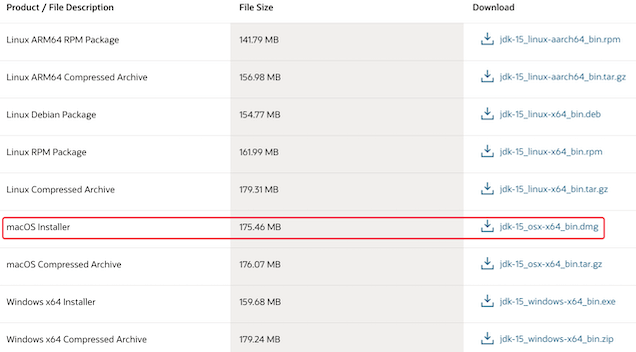 Product / File Description File Size Download
Linux ARM64 RPM Package 141.79 MB jdk-15_linux-aarch64_bin.rpm
Linux ARM64 Compressed Archive 156.98 MB jdk-15_linux-aarch64_bin.tar.gz
Linux Debian Package 154.77 MB jdk-15_linux-x64_bin.deb
Linux RPM Package 161.99 MB jdk-15_linux-x64_bin.rpm
Linux Compressed Archive 179.31 MB jdk-15_linux-x64_bin.tar.gz
macOS Installer 175.46 MB jdk-15_osx-x64_bin.dmg
macOS Compressed Archive 176.07 MB jdk-15_osx-x64_bin.tar.gz
Windows x64 Installer 159.68 MB jdk-15_windows-x64_bin.exe
Windows x64 Compressed Archive 179.24 MB jdk-15_windows-x64_bin.zip